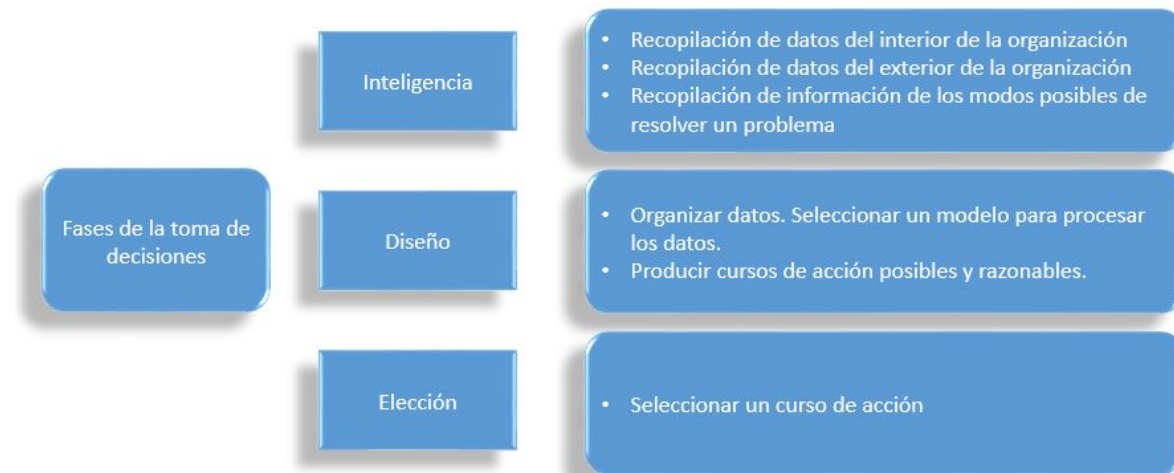 Fases de la toma de
decisiones
Inteligencia
• Recopilación de datos del interior de la organización
• Recopilación de datos del exterior de la organización
• Recopilación de información de los modos posibles de
resolver un problema
Diseño
• Organizar datos. Seleccionar un modelo para procesar
los datos.
• Producir cursos de acción posibles y razonables.
Elección
• Seleccionar un curso de acción